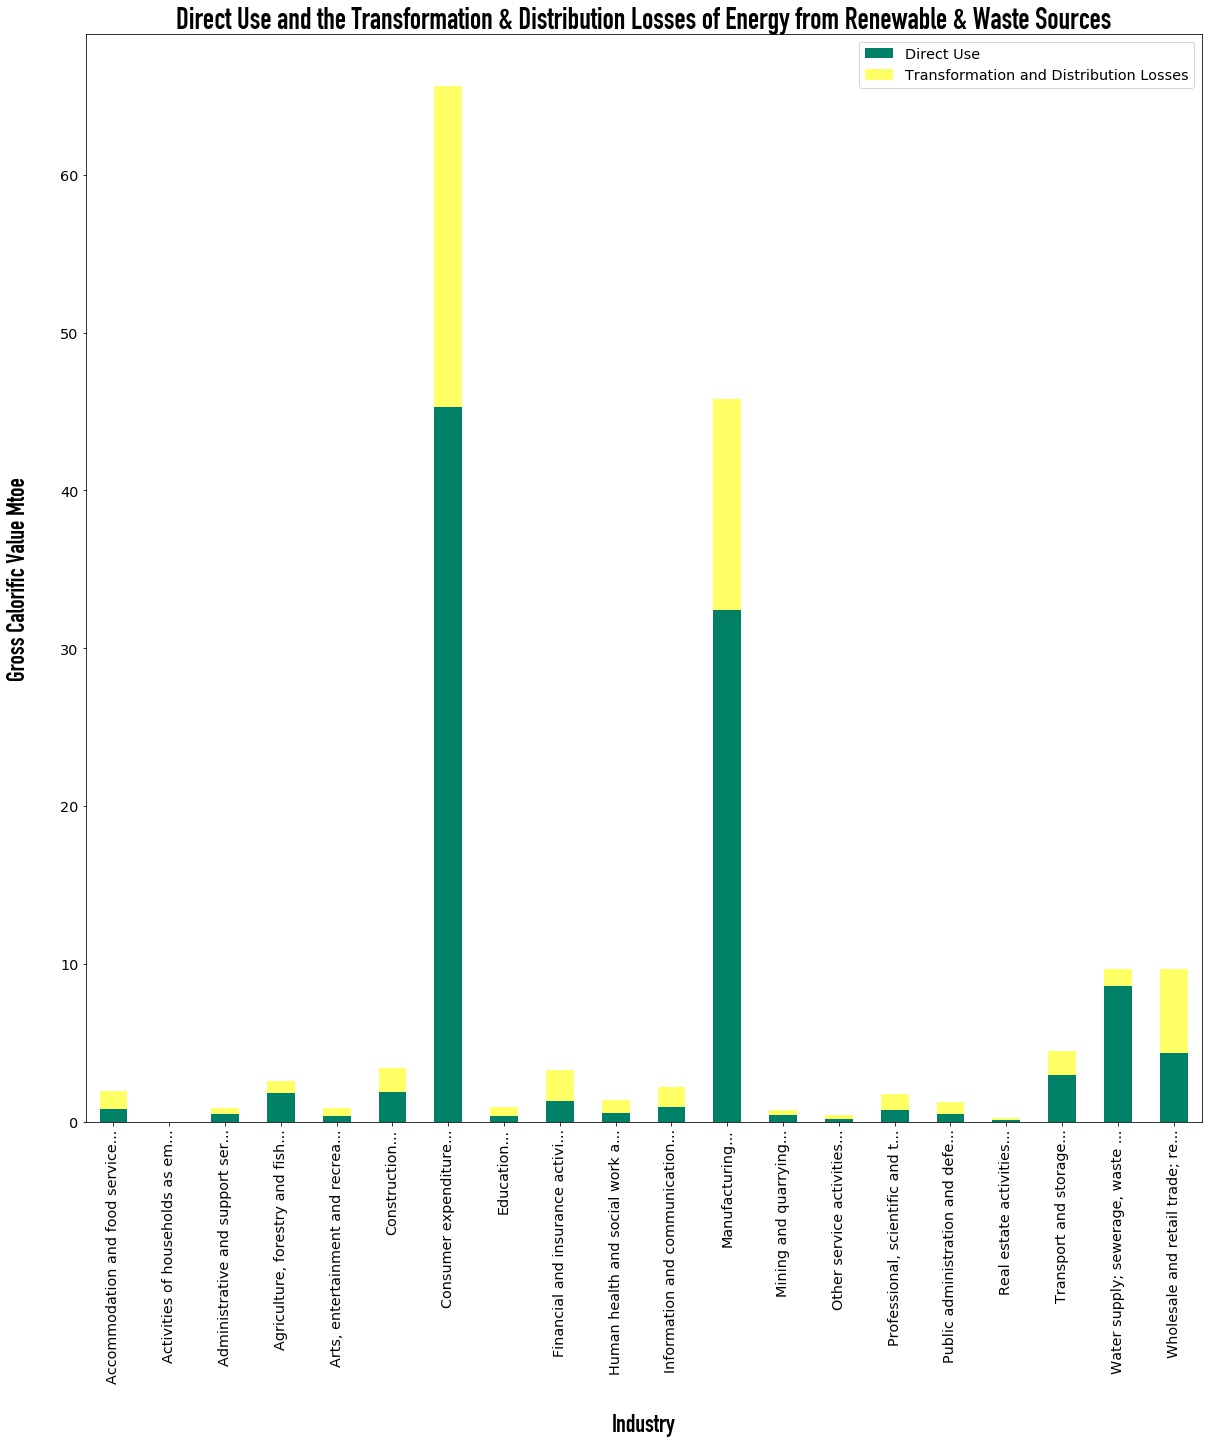 Direct Use and the Transformation & Distribution Losses of Energy from Renewable & Waste Sources
Direct Use
Transformation and Distribution Losses
60
50
40
30
20
10
0
Gross Calorific Value Mtoe
Accommodation and food service...
Activities of households as em...
Administrative and support ser...
Agriculture, forestry and fish...
Arts, entertainment and recrea...
Construction...
Consumer expenditure...
Education...
Financial and insurance activi...
Human health and social work a...
Information and communication...
Manufacturing...
Mining and quarrying...
Other service activities...
Professional, scientific and t...
Public administration and defe...
Real estate activities...
Transport and storage...
Water supply; sewerage, waste ...
Wholesale and retail trade; re...
Industry